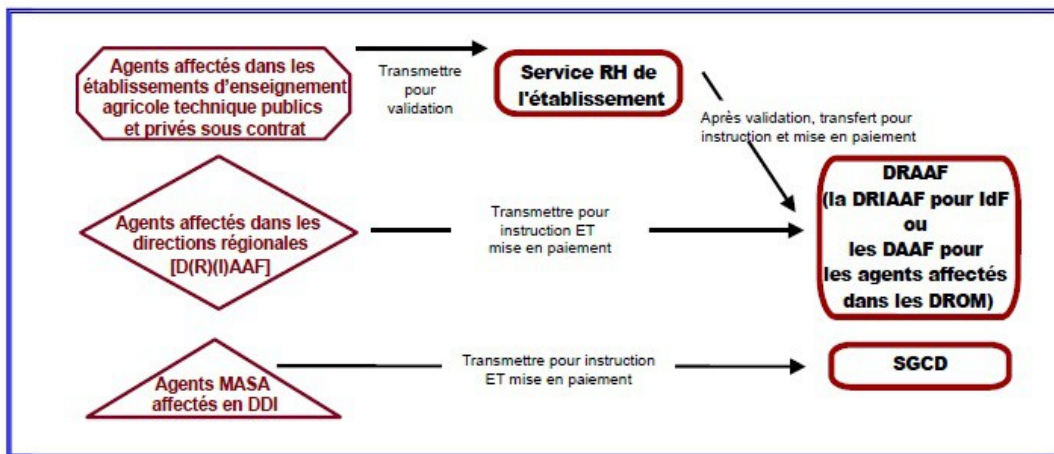 Agents affectés dans les
établissements d'enseignement
agricole technique publics
et privés sous contrat
Transmettre
pour
validation
Service RH de
l'établissement
Après validation, transfert pour
instruction et mise en paiement
Agents affectés dans les
directions régionales
[D(R)(I)AAF]
Transmettre pour
instruction ET
mise en paiement
DRAAF
(la DRIAAF pour IdF
ou
les DAAF pour
les agents affectés
dans les DROM)
Agents MASA
affectés en DDI
Transmettre pour instruction
ET mise en paiement
SGCD